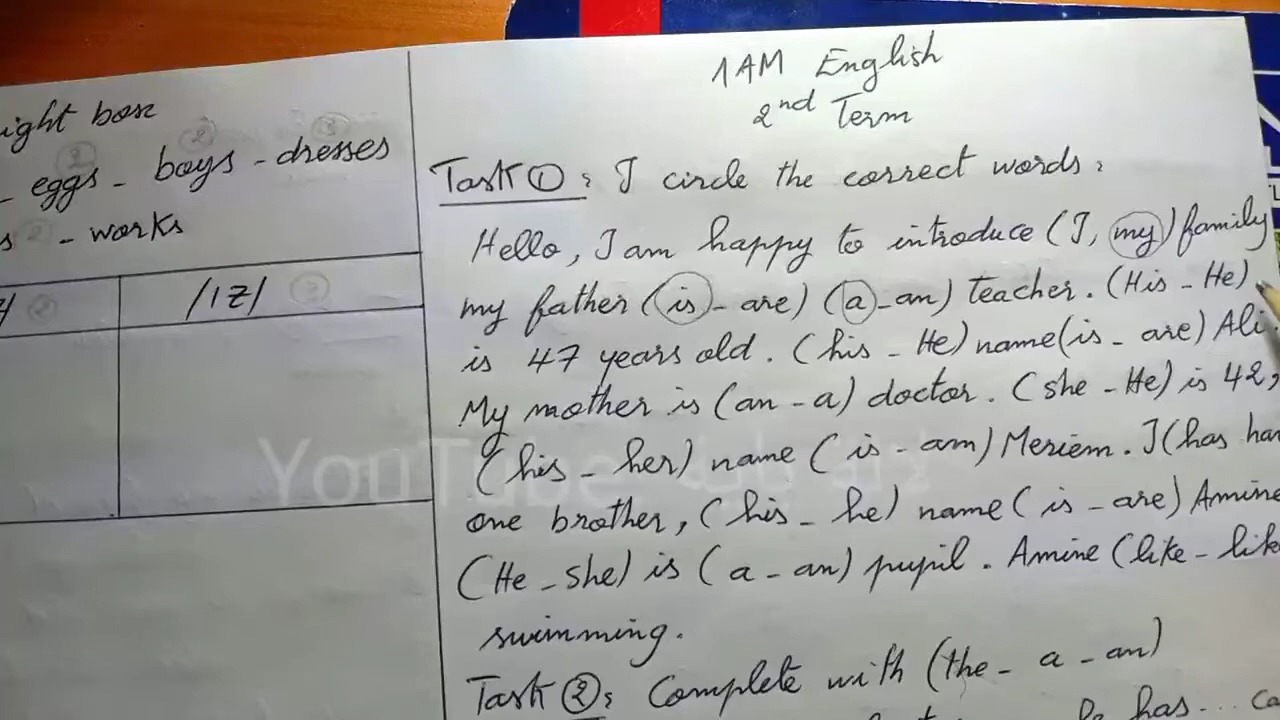 ight box
- eggs - boys - dresses
s - works
/ɪz/
1AM English
2nd Term
Task ① : I circle the correct words :
Hello, I am happy to introduce (I, my) family
my father (is - are) (a - an) teacher. (His - He)
is 47 years old. (his - He) name (is - are) Ali
My mother is (an - a) doctor. (she - He) is 42,
(his - her) name (is - am) Meriem. I (has
one brother, (his - he) name (is - are) Amine
(He - she) is (a - an) pupil. Amine (like -
swimming.
Task ② : Complete with (the - a - an)
has...
YouTube